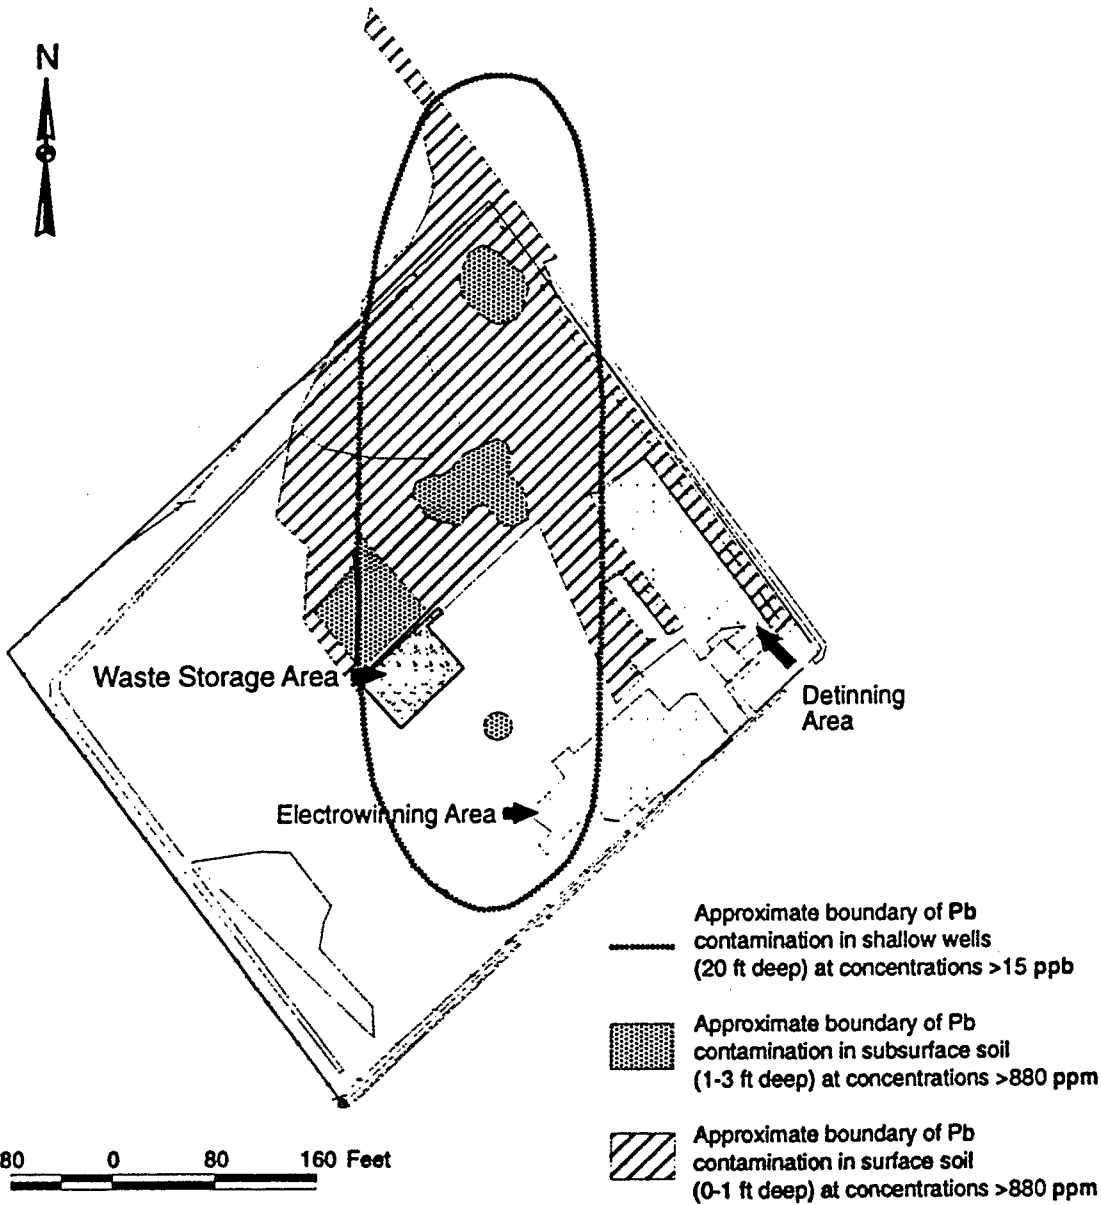 N
Waste Storage Area
Detinning
Area
Electrowinning Area
Approximate boundary of Pb
contamination in shallow wells
(20 ft deep) at concentrations >15 ppb
Approximate boundary of Pb
contamination in subsurface soil
(1-3 ft deep) at concentrations >880 ppm
Approximate boundary of Pb
contamination in surface soil
(0-1 ft deep) at concentrations >880 ppm
80 0 80 160 Feet